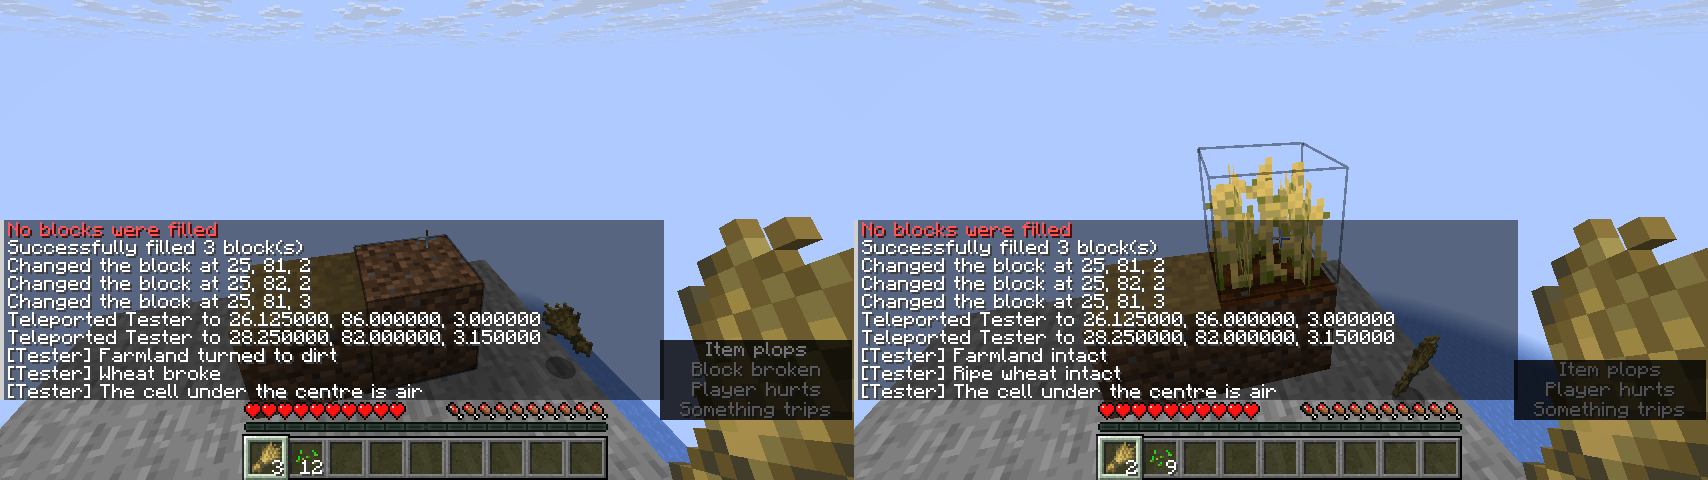 No blocks were filled
Successfully filled 3 block(s)
Changed the block at 25, 81, 2
Changed the block at 25, 82, 2
Changed the block at 25, 81, 3
Teleported Tester to 26.125000, 86.000000, 3.000000
Teleported Tester to 28.250000, 82.000000, 3.150000
[Tester] Farmland turned to dirt
[Tester] Wheat broke
[Tester] The cell under the centre is air
Item plops
Block broken
Player hurts
Something trips
3
12
No blocks were filled
Successfully filled 3 block(s)
Changed the block at 25, 81, 2
Changed the block at 25, 82, 2
Changed the block at 25, 81, 3
Teleported Tester to 26.125000, 86.000000, 3.000000
Teleported Tester to 28.250000, 82.000000, 3.150000
[Tester] Farmland intact
[Tester] Ripe wheat intact
[Tester] The cell under the centre is air
Item plops
Player hurts
Something trips
2
9